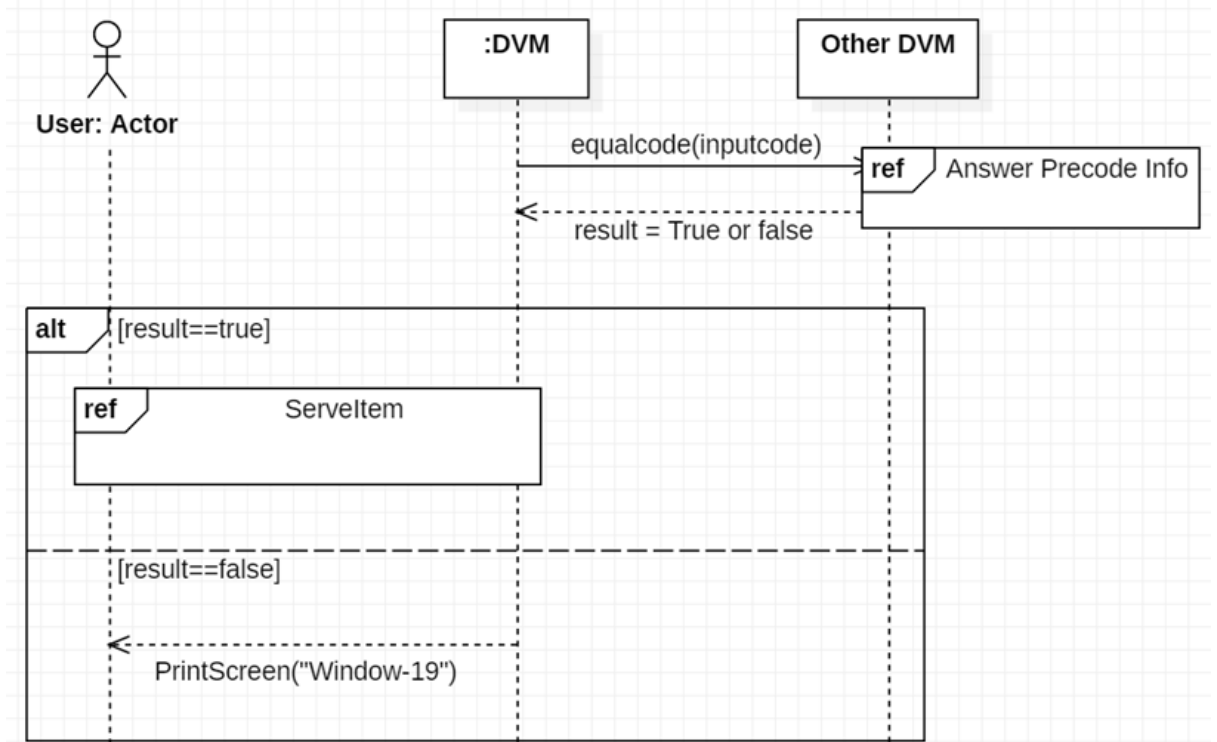 :DVM
Other DVM
User: Actor
equalcode(inputcode)
ref
Answer Precode Info
result = True or false
alt
[result==true]
ref
ServeItem
[result==false]
PrintScreen("Window-19")